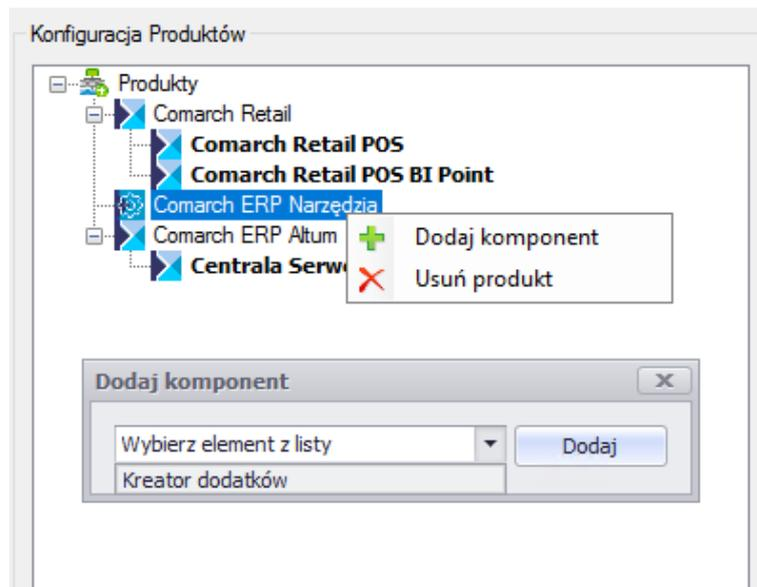 Konfiguracja Produktów
Produkty
Comarch Retail
Comarch Retail POS
Comarch Retail POS BI Point
Comarch ERP Narzędzia
Comarch ERP Altum
Centrala
Dodaj komponent
Usuń produkt
Dodaj komponent
Wybierz element z listy
Dodaj
Kreator dodatków